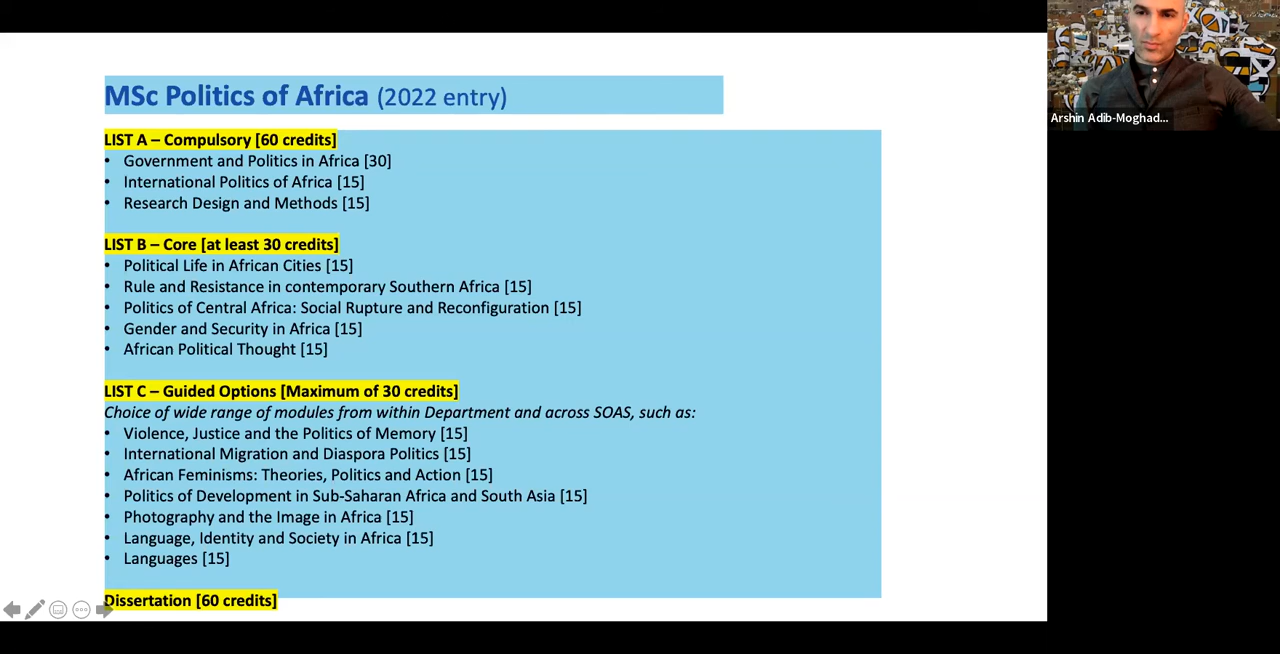 MSc Politics of Africa (2022 entry)
LIST A – Compulsory [60 credits]
• Government and Politics in Africa [30]
• International Politics of Africa [15]
• Research Design and Methods [15]
LIST B – Core [at least 30 credits]
• Political Life in African Cities [15]
• Rule and Resistance in contemporary Southern Africa [15]
• Politics of Central Africa: Social Rupture and Reconfiguration [15]
• Gender and Security in Africa [15]
• African Political Thought [15]
LIST C – Guided Options [Maximum of 30 credits]
Choice of wide range of modules from within Department and across SOAS, such as:
• Violence, Justice and the Politics of Memory [15]
• International Migration and Diaspora Politics [15]
• African Feminisms: Theories, Politics and Action [15]
• Politics of Development in Sub-Saharan Africa and South Asia [15]
• Photography and the Image in Africa [15]
• Language, Identity and Society in Africa [15]
• Languages [15]
Dissertation [60 credits]
Arshin Adib-Moghad...